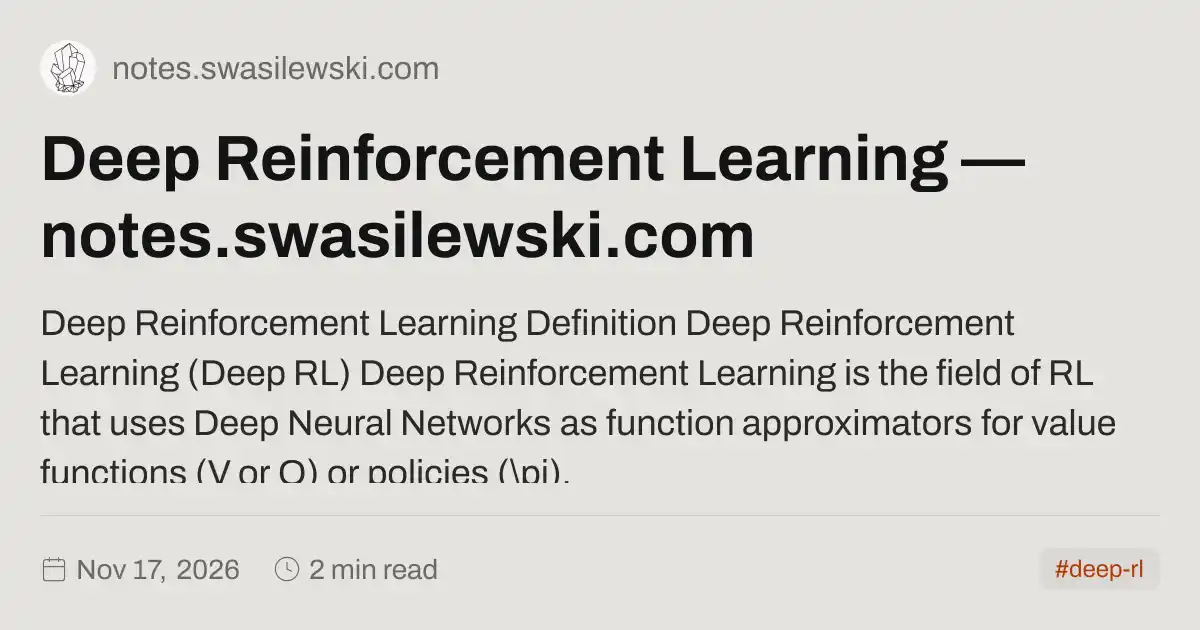 notes.swasilewski.com
Deep Reinforcement Learning —
notes.swasilewski.com
Deep Reinforcement Learning Definition Deep Reinforcement
Learning (Deep RL) Deep Reinforcement Learning is the field of RL
that uses Deep Neural Networks as function approximators for value
functions (V or Q) or policies (\pi).
Nov 17, 2026
2 min read
#deep-rl